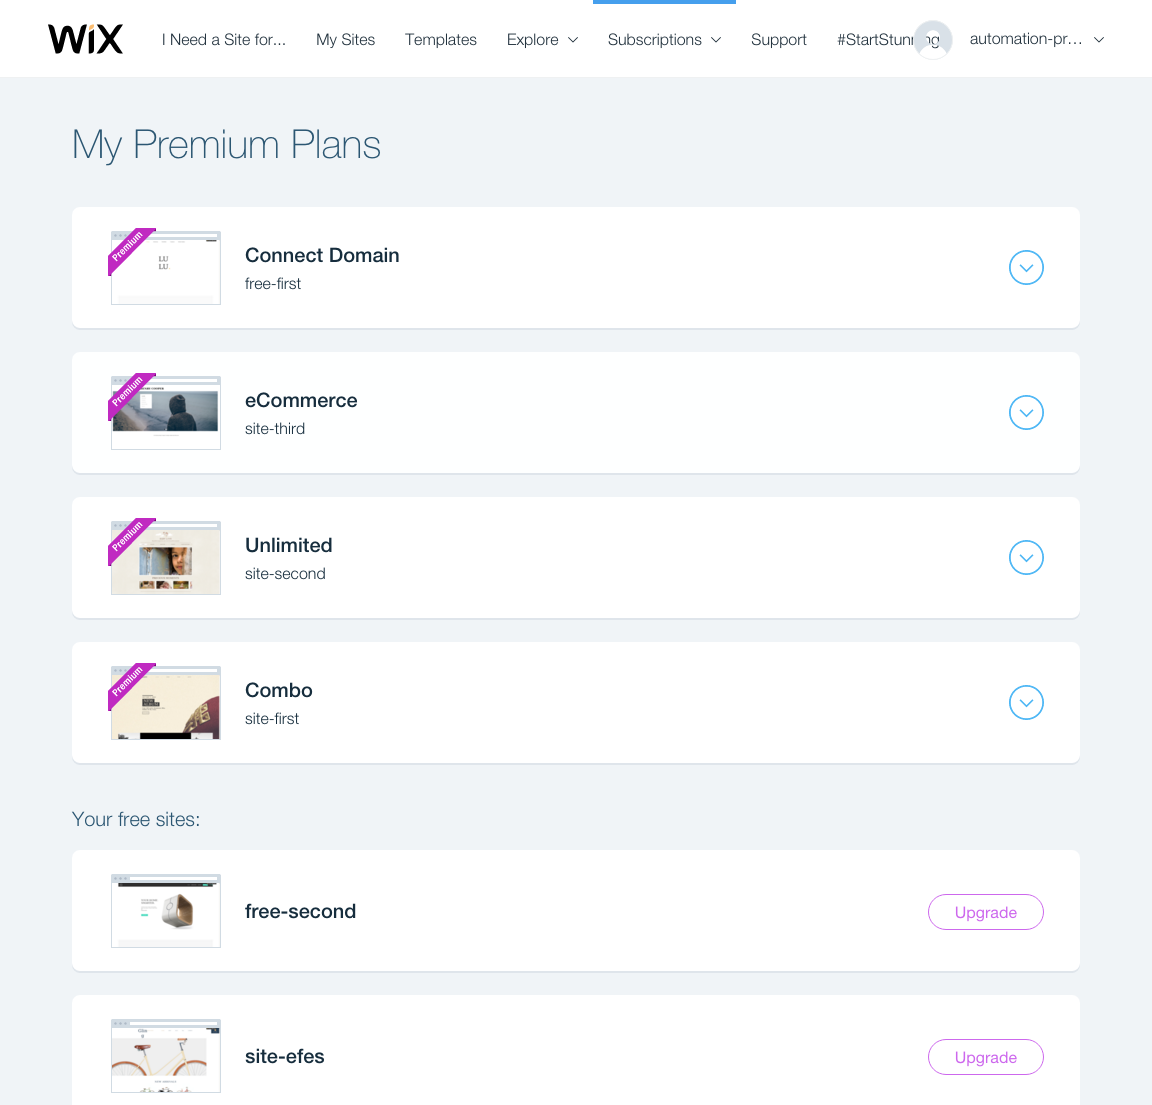 WiX
I Need a Site for...
My Sites
Templates
Explore
Subscriptions
Support
#StartStunning
automation-pr...
My Premium Plans
Premium
Connect Domain
free-first
Premium
eCommerce
site-third
Premium
Unlimited
site-second
Premium
Combo
site-first
Your free sites:
free-second
Upgrade
site-efes
Upgrade